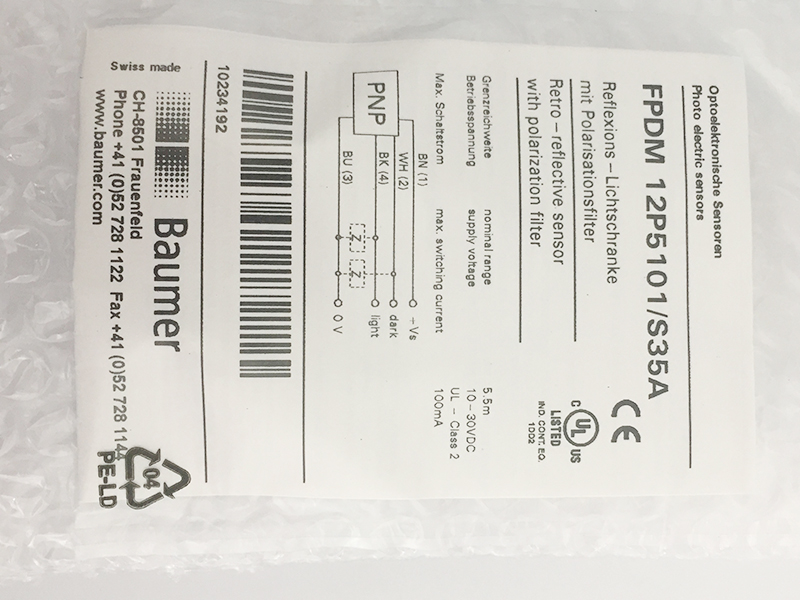 Optoelektronische Sensoren
Photo electric sensors
FPDM 12P5101/S35A
CE
Reflexions - Lichtschranke
mit Polarisationsfilter
Retro - reflective sensor
with polarization filter
C UL US
LISTED
IND. CONT. EQ.
1DD2
Grenzreichweite nominal range 5.5m
Betriebsspannung supply voltage 10 - 30VDC
UL - Class 2
Max. Schaltstrom max. switching current 100mA
PNP
BN (1) +Vs
WH (2) dark
BK (4) light
BU (3) 0 V
10234192
Swiss made
Baumer
CH-8501 Frauenfeld
Phone +41 (0)52 728 1122 Fax +41 (0)52 728 1144
www.baumer.com
04
PE-LD